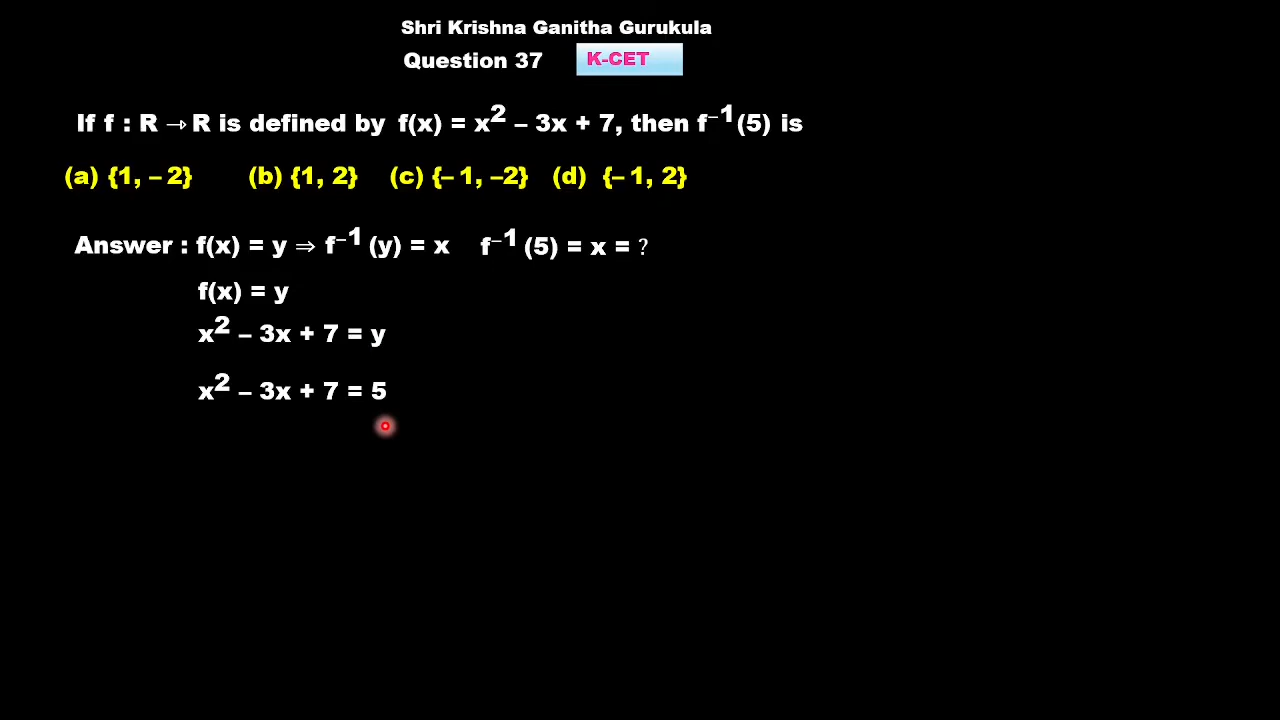 Shri Krishna Ganitha Gurukula
Question 37 K-CET
If f : R → R is defined by f(x) = x² – 3x + 7, then f⁻¹(5) is
(a) {1, – 2} (b) {1, 2} (c) {– 1, –2} (d) {– 1, 2}
Answer : f(x) = y ⇒ f⁻¹ (y) = x f⁻¹ (5) = x = ?
f(x) = y
x² – 3x + 7 = y
x² – 3x + 7 = 5